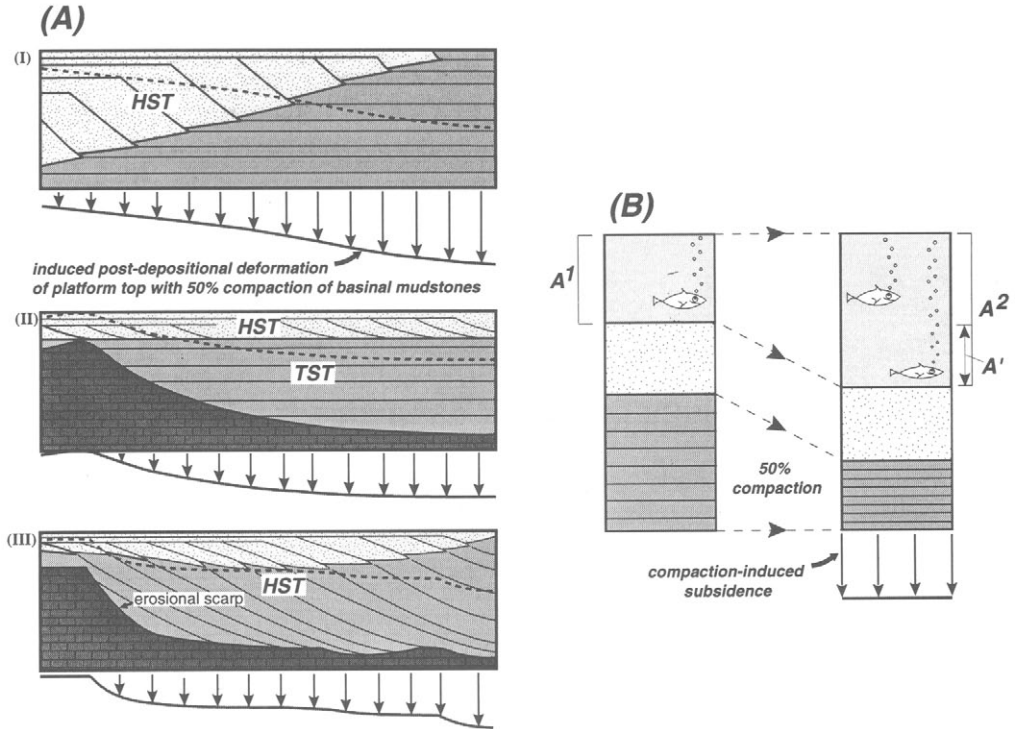 (A)
(I)
HST
induced post-depositional deformation
of platform top with 50% compaction of basinal mudstones
(II)
HST
TST
(III)
HST
erosional scarp
(B)
A¹
A²
A'
50%
compaction
compaction-induced
subsidence